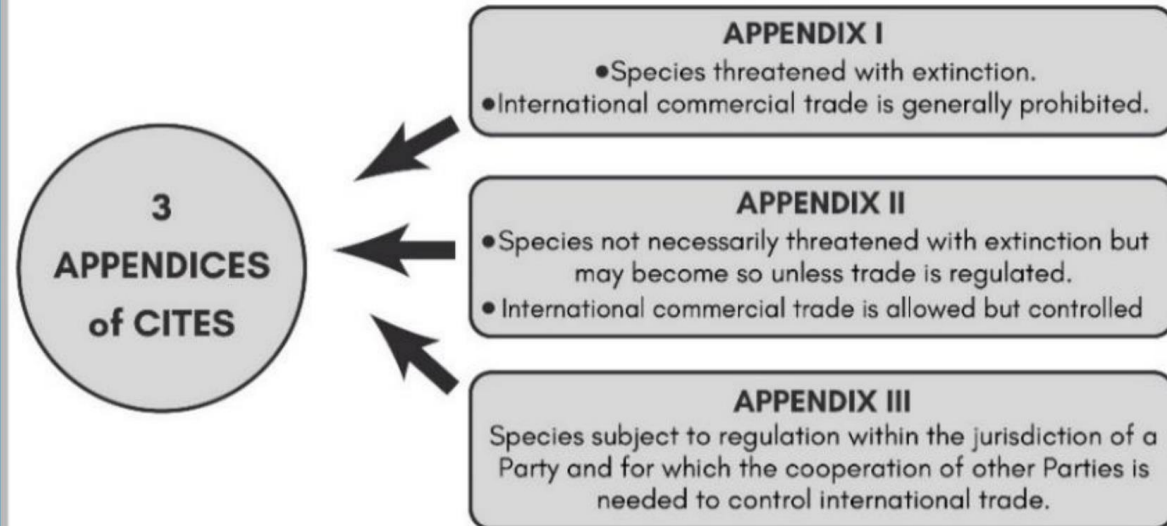 3
APPENDICES
of CITES
APPENDIX I
●Species threatened with extinction.
●International commercial trade is generally prohibited.
APPENDIX II
●Species not necessarily threatened with extinction but
may become so unless trade is regulated.
● International commercial trade is allowed but controlled
APPENDIX III
Species subject to regulation within the jurisdiction of a
Party and for which the cooperation of other Parties is
needed to control international trade.